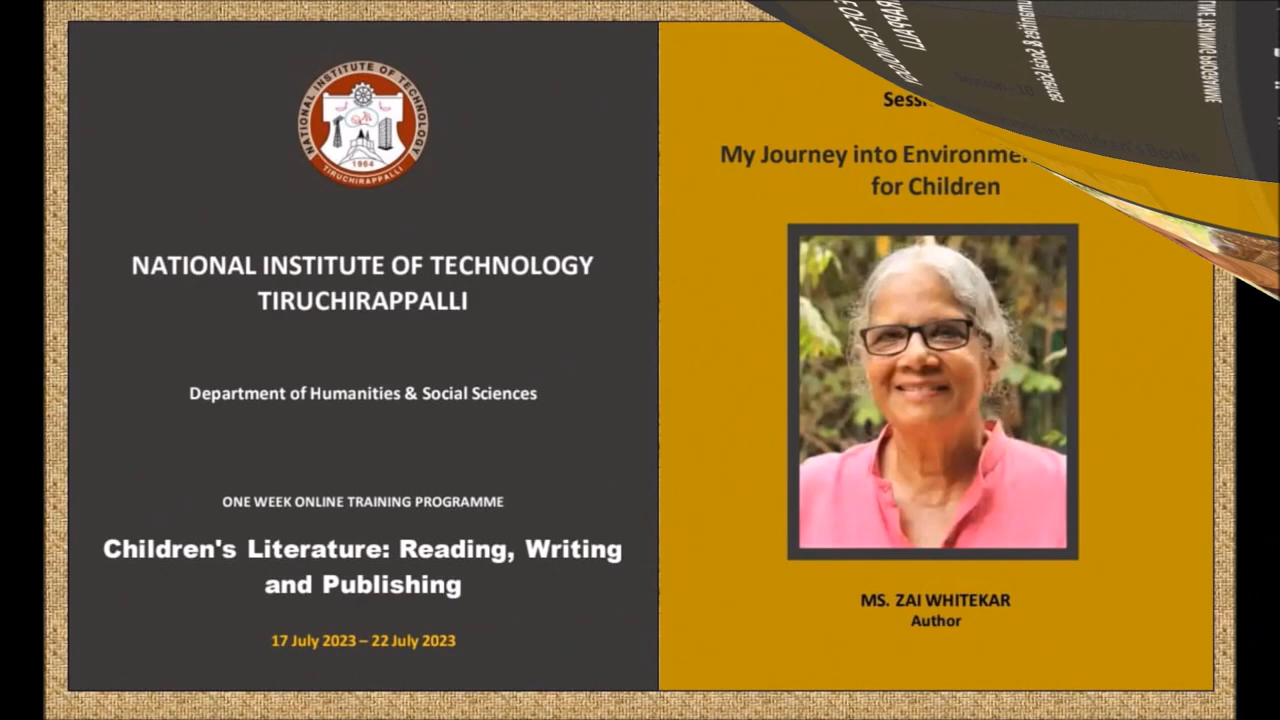 NATIONAL INSTITUTE OF TECHNOLOGY
TIRUCHIRAPPALLI
1964
NATIONAL INSTITUTE OF TECHNOLOGY
TIRUCHIRAPPALLI
Department of Humanities & Social Sciences
ONE WEEK ONLINE TRAINING PROGRAMME
Children's Literature: Reading, Writing
and Publishing
17 July 2023 – 22 July 2023
My Journey into
for Children
MS. ZAI WHITEKAR
Author
Children's Books